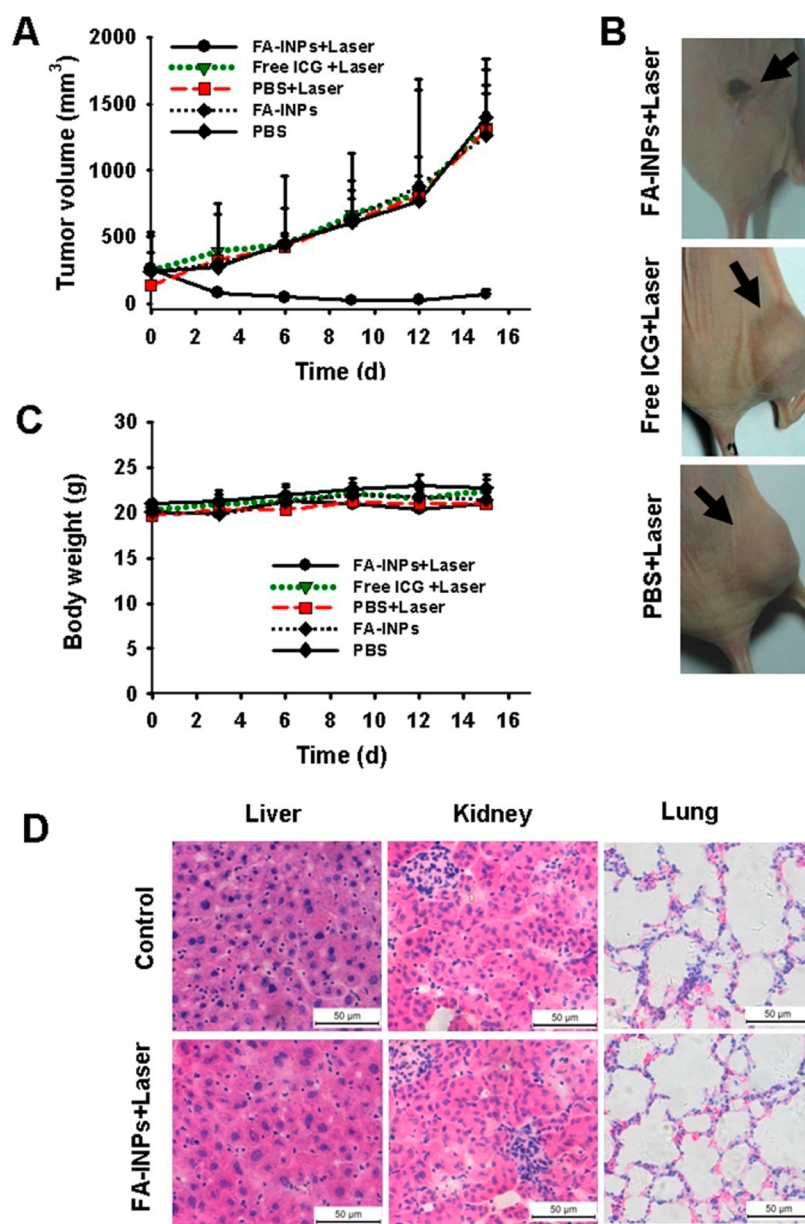 A
Tumor volume (mm³)
2000
1500
1000
500
0
FA-INPs+Laser
Free ICG +Laser
PBS+Laser
FA-INPs
PBS
0 2 4 6 8 10 12 14 16
Time (d)
B
FA-INPs+Laser
Free ICG+Laser
PBS+Laser
C
Body weight (g)
30
25
20
15
10
5
0
FA-INPs+Laser
Free ICG +Laser
PBS+Laser
FA-INPs
PBS
0 2 4 6 8 10 12 14 16
Time (d)
D
Liver Kidney Lung
Control
50 µm 50 µm 50 µm
FA-INPs+Laser
50 µm 50 µm 50 µm